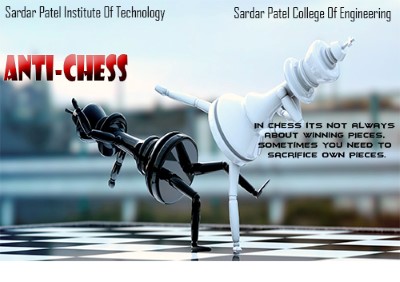 Sardar Patel Institute Of Technology
Sardar Patel College Of Engineering
ANTI-CHESS
IN CHESS ITS NOT ALWAYS
ABOUT WINNING PIECES.
SOMETIMES YOU NEED TO
SACRIFICE OWN PIECES.